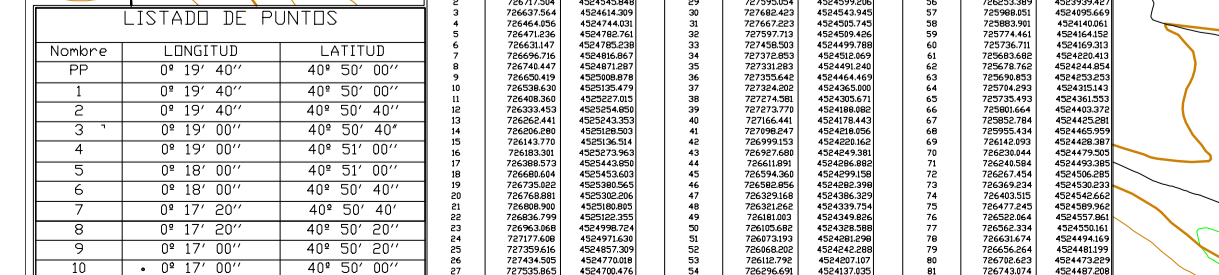 LISTADO DE PUNTOS
Nombre LONGITUD LATITUD
PP 0º 19' 40'' 40º 50' 00''
1 0º 19' 40'' 40º 50' 00''
2 0º 19' 40'' 40º 50' 40''
3 0º 19' 00'' 40º 50' 40"
4 0º 19' 00'' 40º 51' 00''
5 0º 18' 00'' 40º 51' 00''
6 0º 18' 00'' 40º 50' 40''
7 0º 17' 20'' 40º 50' 40'
8 0º 17' 20'' 40º 50' 20''
9 0º 17' 00'' 40º 50' 20''
10 0º 17' 00'' 40º 50' 00''
2 726717.504 4524545.848 29 727595.054 4524599.206 56 726253.389 4523939.427
3 726637.564 4524614.309 30 727682.423 4524543.945 57 725988.051 4524095.669
4 726464.056 4524744.031 31 727667.223 4524505.745 58 725883.901 4524140.061
5 726471.236 4524782.761 32 727597.713 4524509.426 59 725774.461 4524164.152
6 726631.147 4524785.238 33 727458.503 4524499.788 60 725736.711 4524169.313
7 726696.716 4524816.867 34 727372.853 4524512.069 61 725683.682 4524220.413
8 726740.447 4524871.287 35 727331.283 4524491.240 62 725678.762 4524244.854
9 726650.419 4525008.878 36 727355.642 4524464.469 63 725690.853 4524253.253
10 726538.630 4525135.479 37 727324.202 4524365.000 64 725704.293 4524315.143
11 726408.360 4525227.015 38 727274.581 4524305.671 65 725735.493 4524361.553
12 726333.453 4525254.850 39 727273.770 4524188.082 66 725801.664 4524403.372
13 726262.441 4525243.353 40 727166.441 4524178.443 67 725852.784 4524425.281
14 726206.280 4525128.503 41 727098.247 4524218.056 68 725955.434 4524465.959
15 726143.770 4525136.514 42 726999.153 4524220.162 69 726142.093 4524428.387
16 726183.301 4525273.963 43 726927.680 4524249.381 70 726230.044 4524479.505
17 726388.573 4525443.850 44 726611.891 4524286.882 71 726240.584 4524493.385
18 726680.604 4525453.603 45 726594.360 4524299.158 72 726267.454 4524506.285
19 726735.022 4525380.565 46 726582.856 4524282.398 73 726369.234 4524530.233
20 726768.881 4525302.206 47 726329.168 4524386.329 74 726403.515 4524542.662
21 726808.900 4525180.805 48 726321.262 4524339.754 75 726477.245 4524589.962
22 726836.799 4525122.355 49 726181.003 4524349.826 76 726522.064 4524557.861
23 726963.068 4524998.724 50 726105.682 4524328.588 77 726562.334 4524550.161
24 727177.608 4524971.630 51 726073.193 4524281.298 78 726631.674 4524494.169
25 727359.616 4524857.309 52 726068.202 4524242.288 79 726656.264 4524481.199
26 727434.505 4524770.018 53 726112.792 4524207.107 80 726702.623 4524473.229
27 727535.865 4524700.476 54 726296.691 4524137.035 81 726743.074 4524487.208